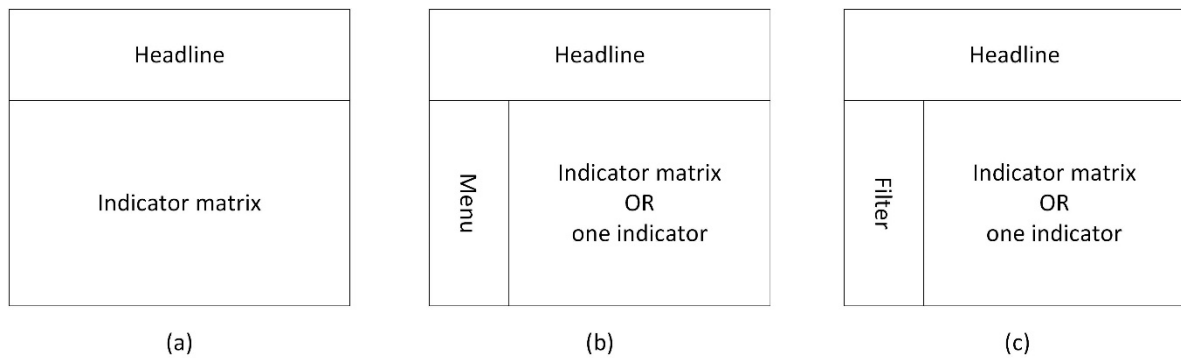 Headline
Indicator matrix
(a)
Headline
Menu
Indicator matrix
OR
one indicator
(b)
Headline
Filter
Indicator matrix
OR
one indicator
(c)